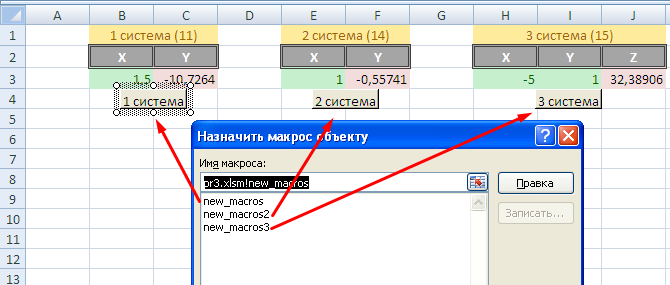 A B C D E F G H I J
1 1 система (11) 2 система (14) 3 система (15)
2 X Y X Y X Y Z
3 1,5 -10,7264 1 -0,55741 -5 1 32,38906
4 1 система 2 система 3 система
5
6 Назначить макрос объекту
7 Имя макроса:
8 pr3.xlsm!new_macros Правка
9 new_macros Записать...
10 new_macros2
11 new_macros3
12
13